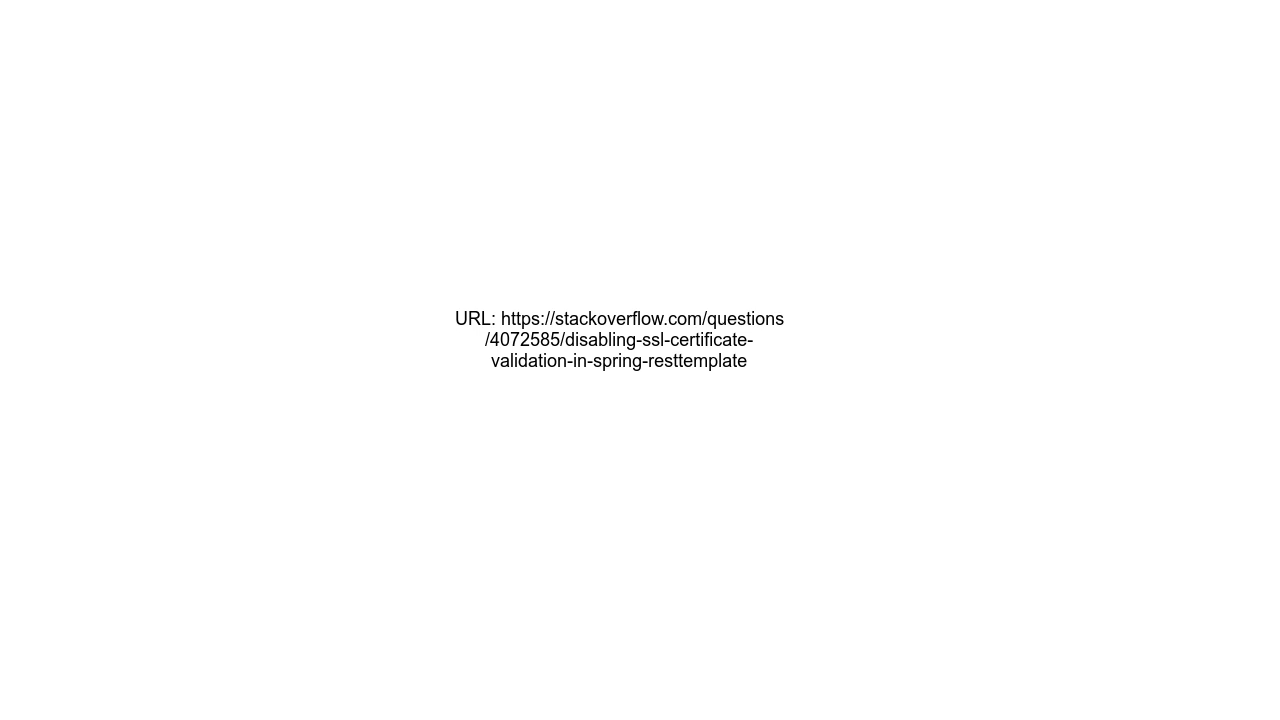 URL: https://stackoverflow.com/questions
/4072585/disabling-ssl-certificate-
validation-in-spring-resttemplate